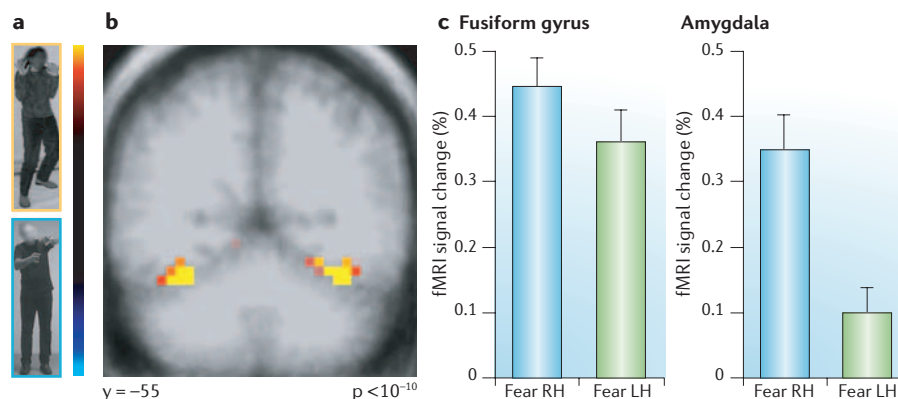 a
b
c Fusiform gyrus
Amygdala
y = −55
p <10⁻¹⁰
fMRI signal change (%)
0.5
0.4
0.3
0.2
0.1
0
Fear RH
Fear LH
fMRI signal change (%)
0.5
0.4
0.3
0.2
0.1
0
Fear RH
Fear LH